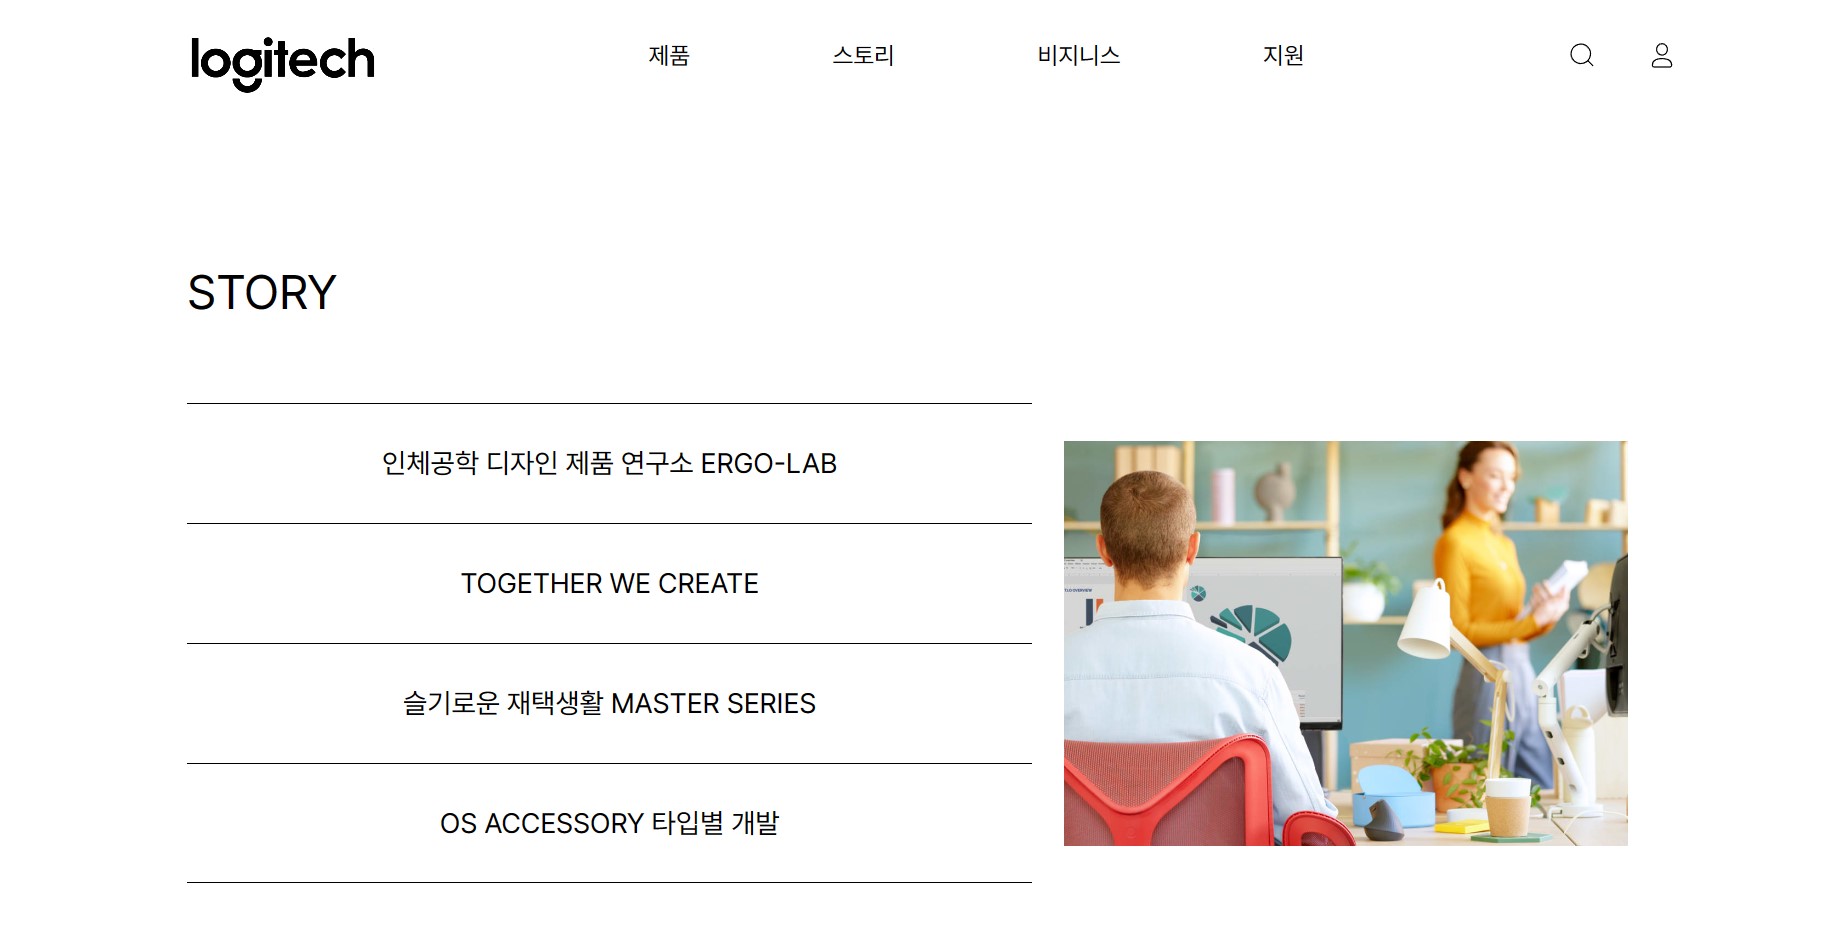 logitech
제품 스토리 비지니스 지원
STORY
인체공학 디자인 제품 연구소 ERGO-LAB
TOGETHER WE CREATE
슬기로운 재택생활 MASTER SERIES
OS ACCESSORY 타입별 개발